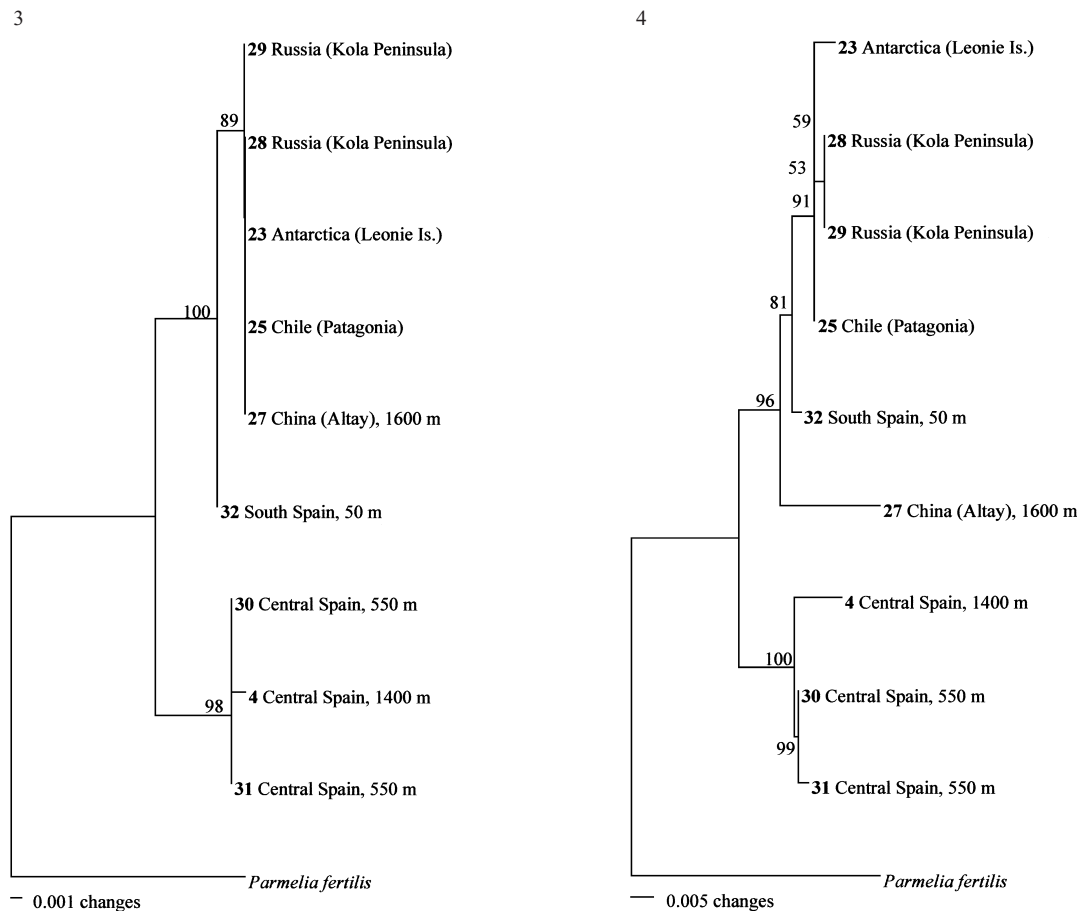 3
29 Russia (Kola Peninsula)
89
28 Russia (Kola Peninsula)
23 Antarctica (Leonie Is.)
100
25 Chile (Patagonia)
27 China (Altay), 1600 m
32 South Spain, 50 m
30 Central Spain, 550 m
4 Central Spain, 1400 m
98
31 Central Spain, 550 m
Parmelia fertilis
0.001 changes
4
23 Antarctica (Leonie Is.)
59
28 Russia (Kola Peninsula)
53
91
29 Russia (Kola Peninsula)
81
25 Chile (Patagonia)
96
32 South Spain, 50 m
27 China (Altay), 1600 m
4 Central Spain, 1400 m
100
30 Central Spain, 550 m
99
31 Central Spain, 550 m
Parmelia fertilis
0.005 changes